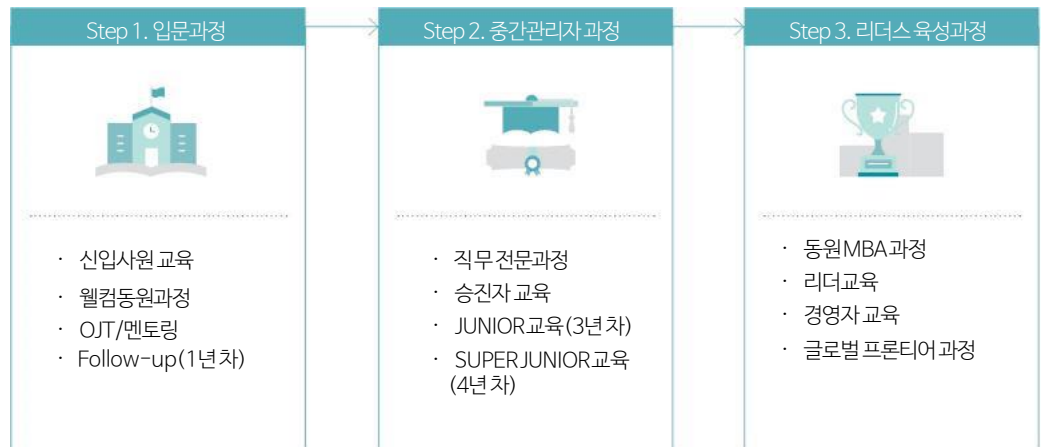 Step 1. 입문과정
· 신입사원 교육
· 웰컴동원과정
· OJT/멘토링
· Follow-up(1년차)
Step 2. 중간관리자 과정
· 직무 전문과정
· 승진자 교육
· JUNIOR교육(3년차)
· SUPER JUNIOR교육
(4년 차)
Step 3. 리더스 육성과정
· 동원 MBA 과정
· 리더교육
· 경영자 교육
· 글로벌 프론티어 과정